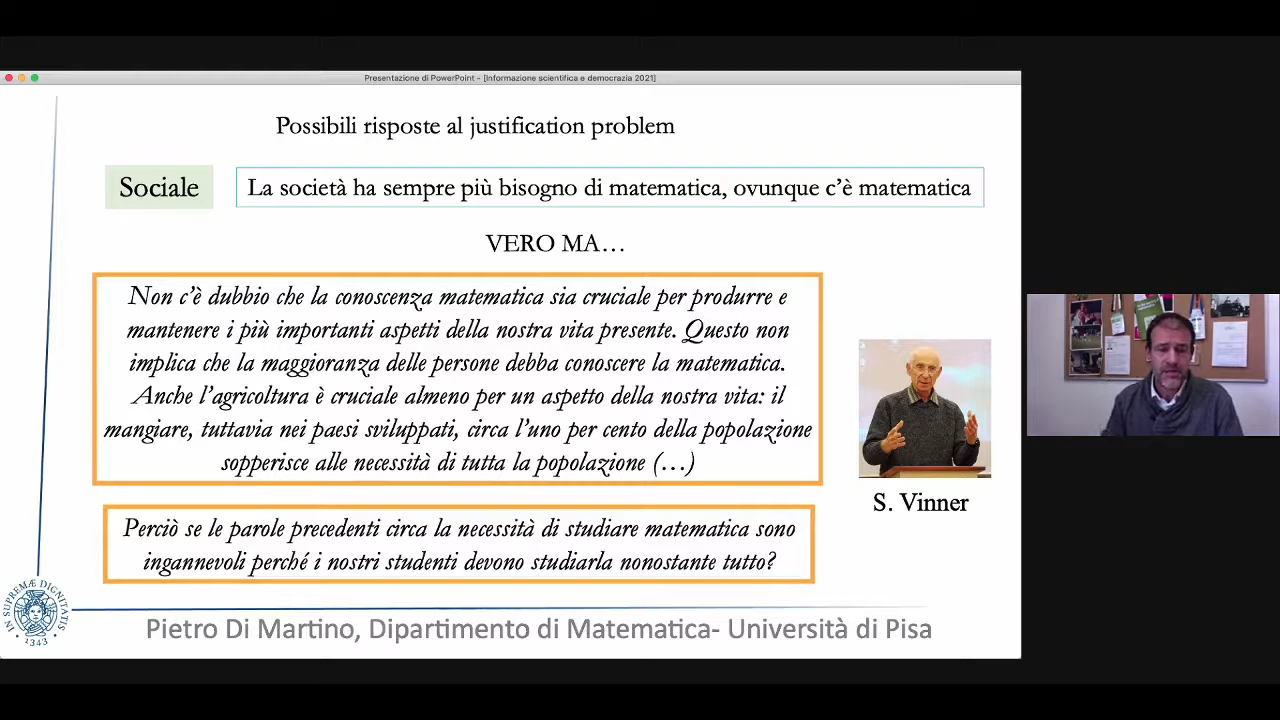 Presentazione di PowerPoint - [Informazione scientifica e democrazia 2021]
Possibili risposte al justification problem
Sociale
La società ha sempre più bisogno di matematica, ovunque c’è matematica
VERO MA…
Non c’è dubbio che la conoscenza matematica sia cruciale per produrre e
mantenere i più importanti aspetti della nostra vita presente. Questo non
implica che la maggioranza delle persone debba conoscere la matematica.
Anche l’agricoltura è cruciale almeno per un aspetto della nostra vita: il
mangiare, tuttavia nei paesi sviluppati, circa l’uno per cento della popolazione
sopperisce alle necessità di tutta la popolazione (…)
S. Vinner
Perciò se le parole precedenti circa la necessità di studiare matematica sono
ingannevoli perché i nostri studenti devono studiarla nonostante tutto?
IN SUPREMÆ DIGNITATIS
1343
Pietro Di Martino, Dipartimento di Matematica- Università di Pisa